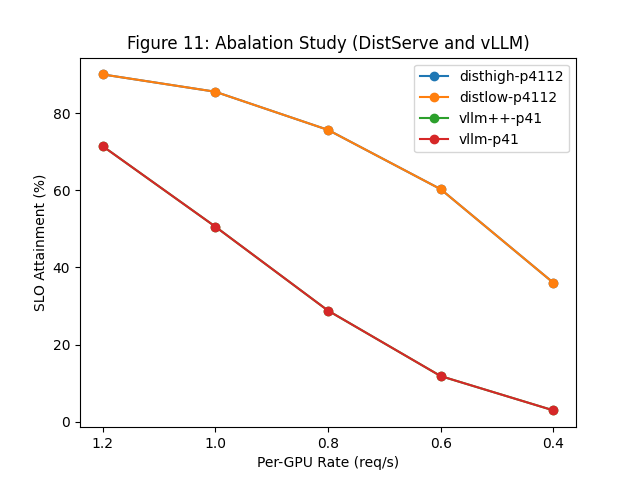 Figure 11: Abalation Study (DistServe and vLLM)
disthigh-p4112
distlow-p4112
vllm++-p41
vllm-p41
SLO Attainment (%)
80
60
40
20
0
1.2 1.0 0.8 0.6 0.4
Per-GPU Rate (req/s)